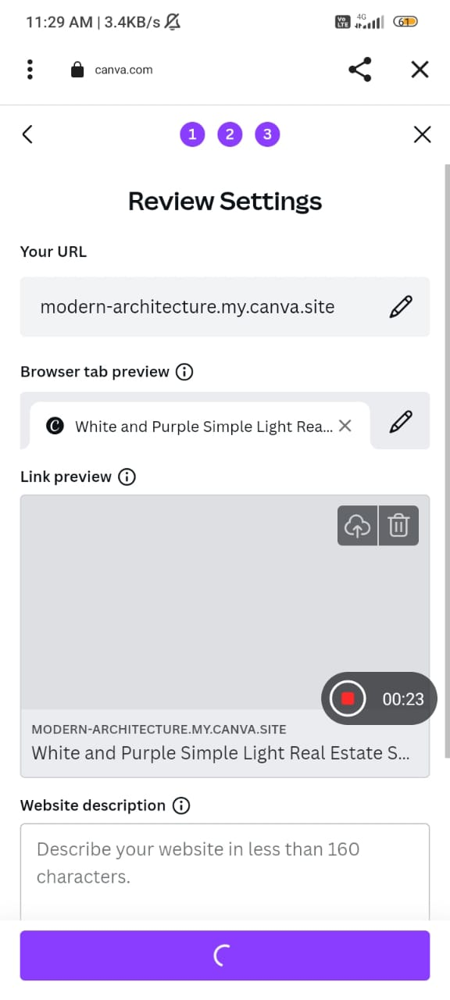 11:29 AM | 3.4KB/s
Vo LTE 4G 61
canva.com
1 2 3
Review Settings
Your URL
modern-architecture.my.canva.site
Browser tab preview
C White and Purple Simple Light Rea...
Link preview
00:23
MODERN-ARCHITECTURE.MY.CANVA.SITE
White and Purple Simple Light Real Estate S...
Website description
Describe your website in less than 160
characters.